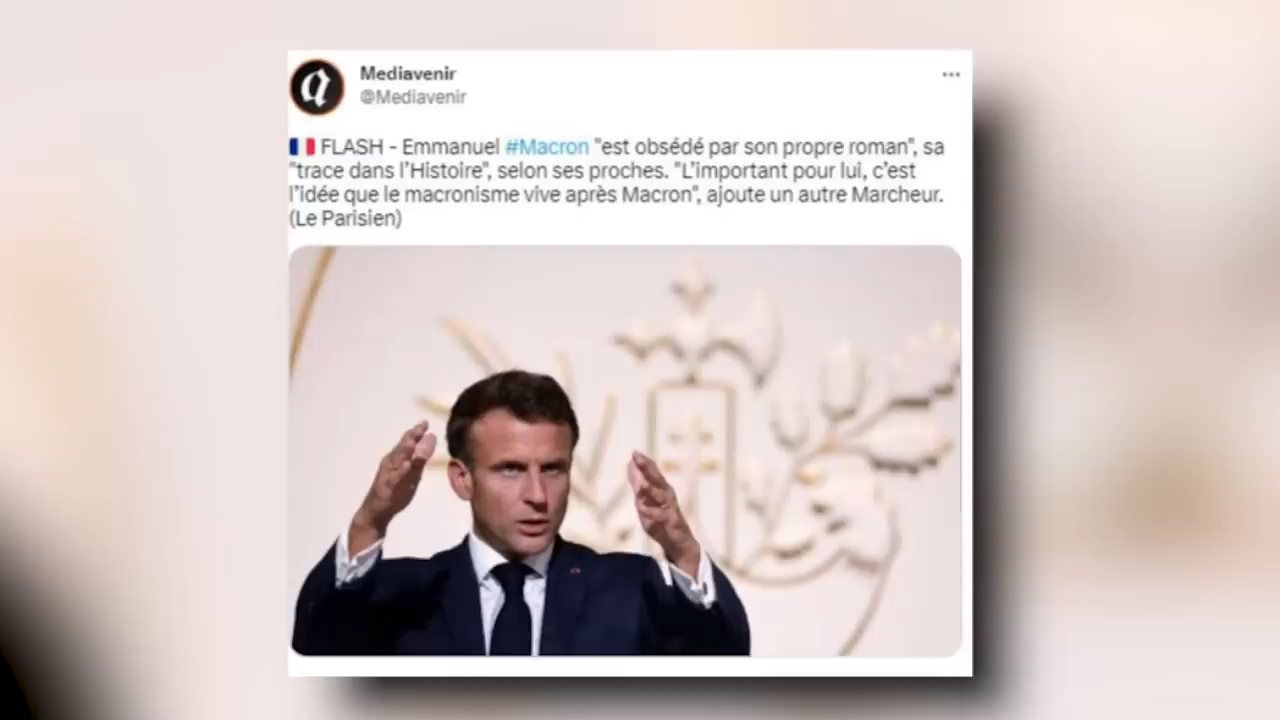 Mediavenir
@Mediavenir
🇫🇷 FLASH - Emmanuel #Macron "est obsédé par son propre roman", sa
"trace dans l'Histoire", selon ses proches. "L'important pour lui, c'est
l'idée que le macronisme vive après Macron", ajoute un autre Marcheur.
(Le Parisien)